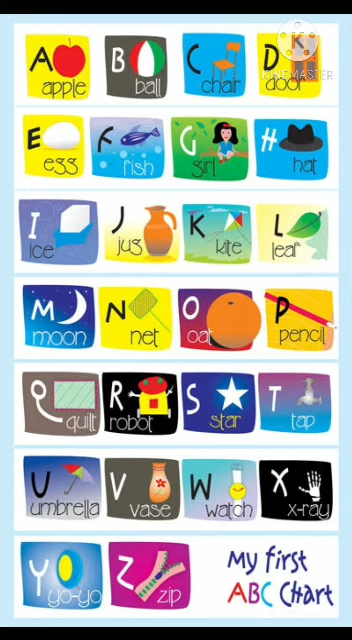 A apple B ball C chair D door
K
KINEMASTER
E egg F fish G girl H hat
I ice J jug K kite L leaf
M moon N net O oat P pencil
Q quilt R robot S star T tap
U umbrella V vase W watch X x-ray
Y yo-yo Z zip
My first
ABC Chart